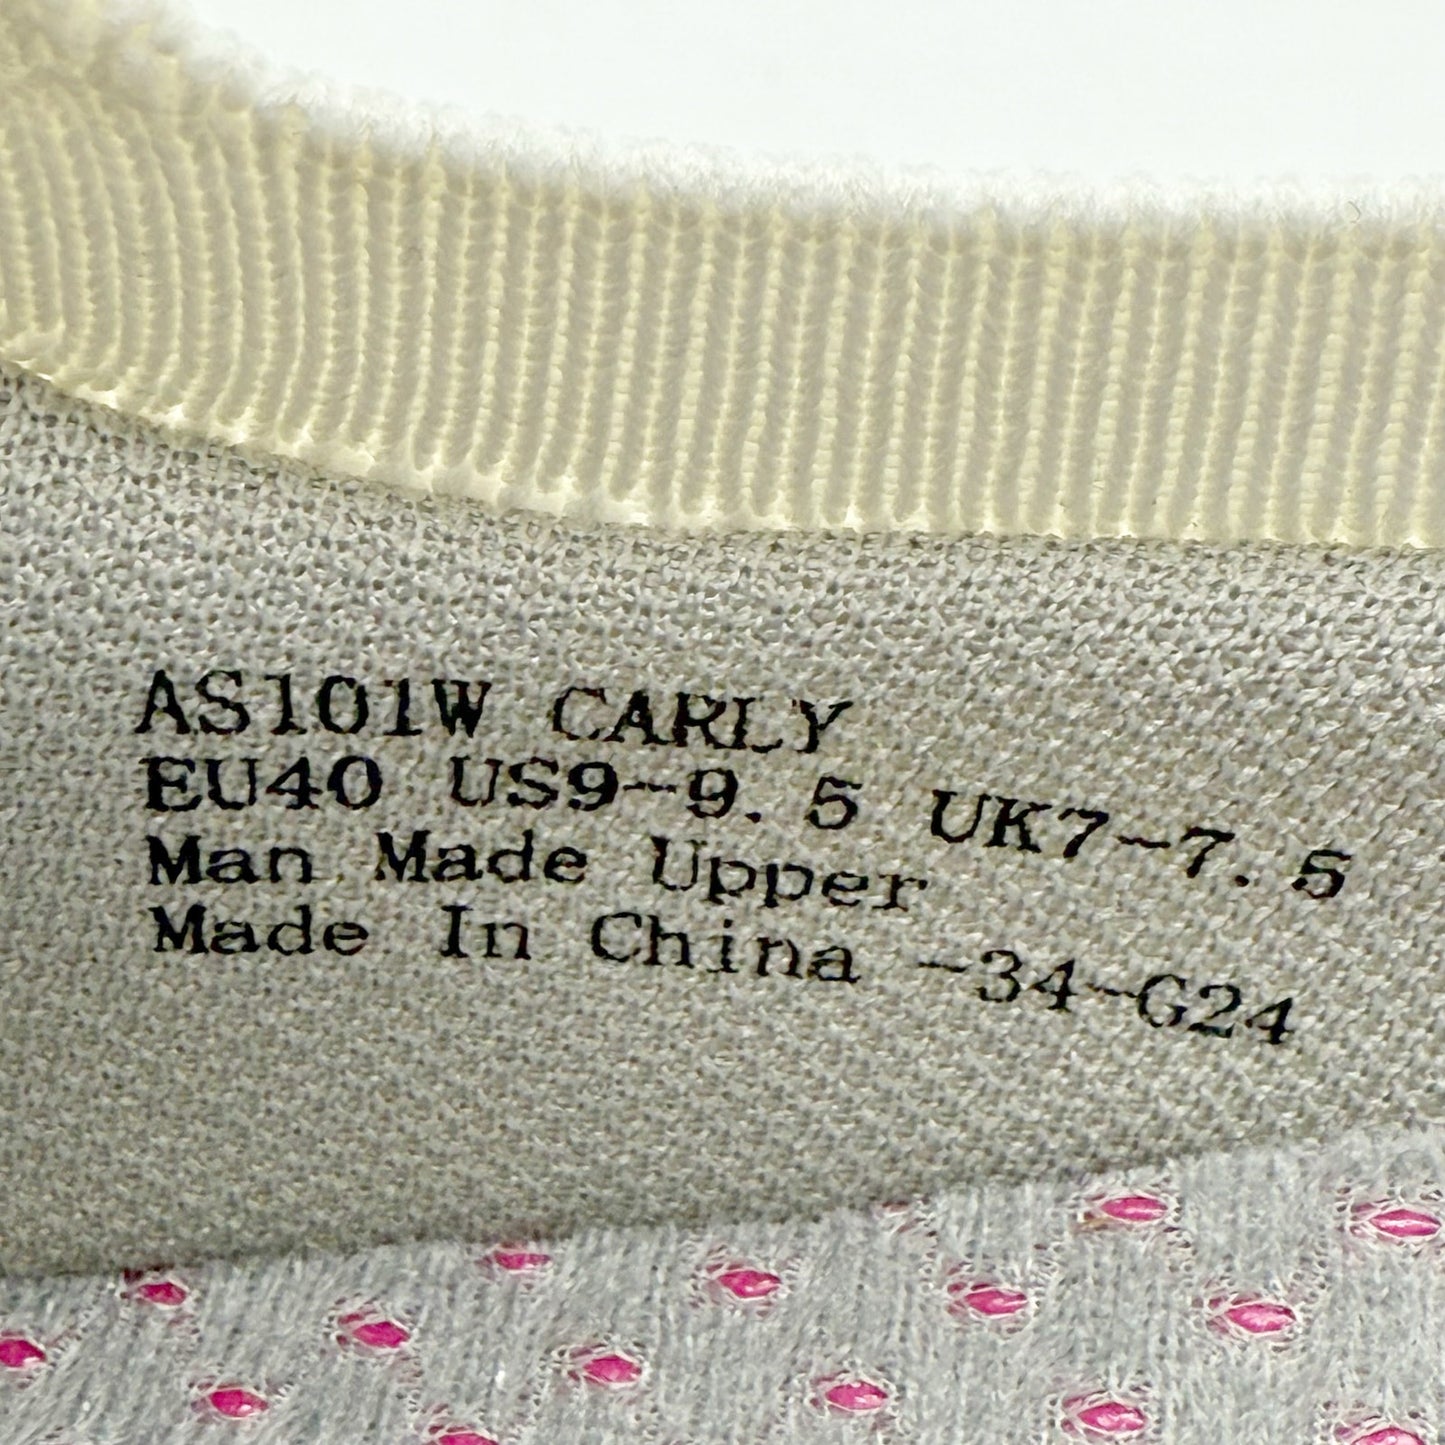 AS101W CARLY
EU40 US9-9.5 UK7-7.5
Man Made Upper
Made In China -34-G24